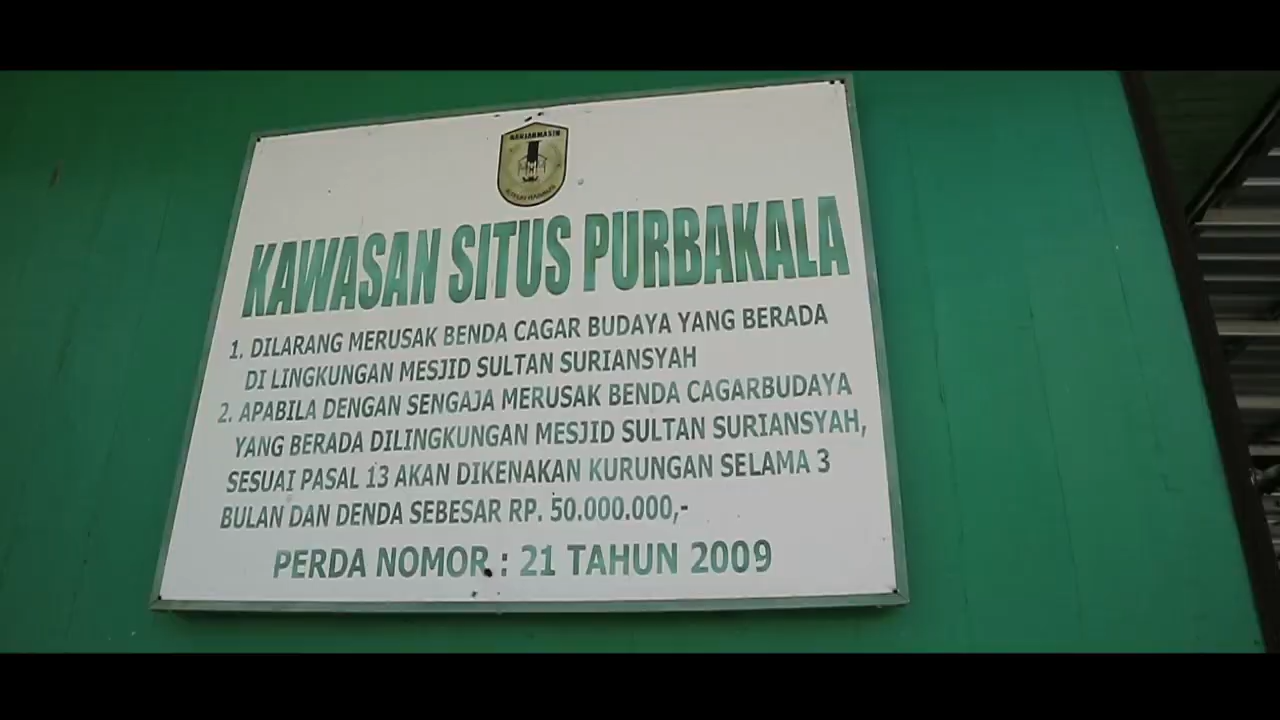 BANJARMASIN
KAWASAN SITUS PURBAKALA
1. DILARANG MERUSAK BENDA CAGAR BUDAYA YANG BERADA
DI LINGKUNGAN MESJID SULTAN SURIANSYAH
2. APABILA DENGAN SENGAJA MERUSAK BENDA CAGARBUDAYA
YANG BERADA DILINGKUNGAN MESJID SULTAN SURIANSYAH,
SESUAI PASAL 13 AKAN DIKENAKAN KURUNGAN SELAMA 3
BULAN DAN DENDA SEBESAR RP. 50.000.000,-
PERDA NOMOR : 21 TAHUN 2009